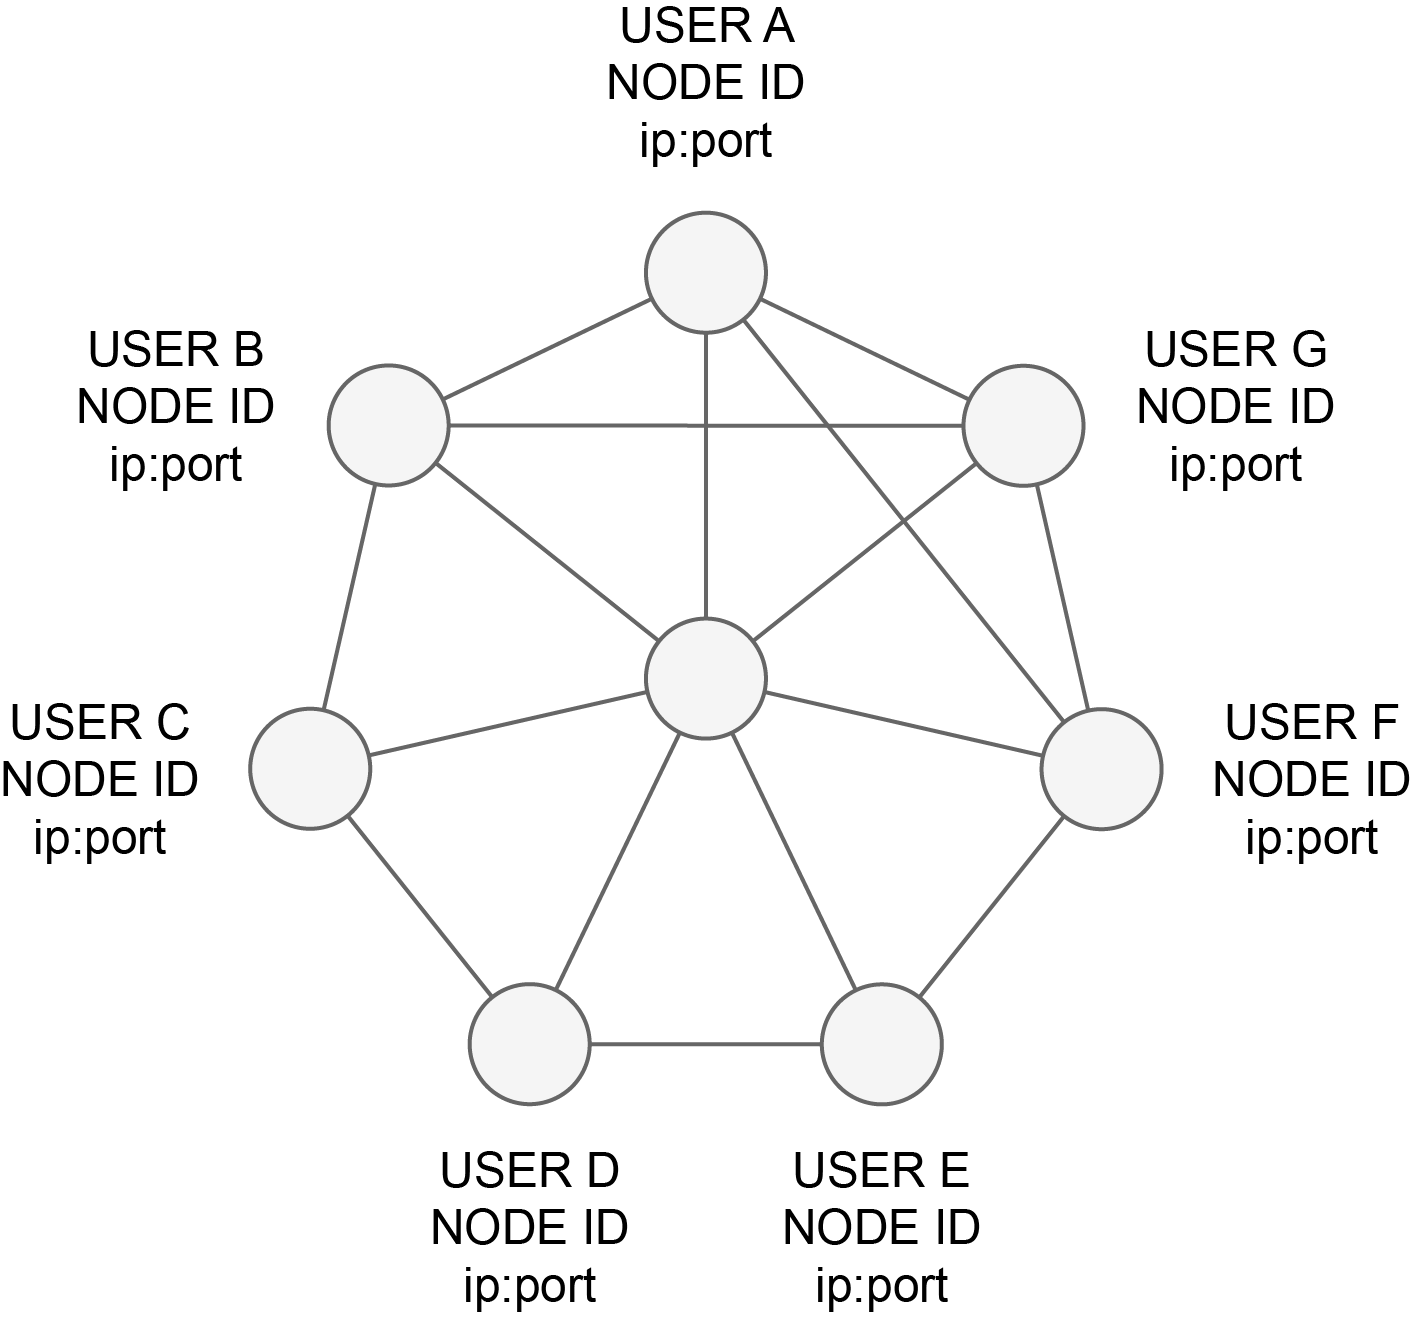 USER A
NODE ID
ip:port
USER B
NODE ID
ip:port
USER G
NODE ID
ip:port
USER C
NODE ID
ip:port
USER F
NODE ID
ip:port
USER D
NODE ID
ip:port
USER E
NODE ID
ip:port